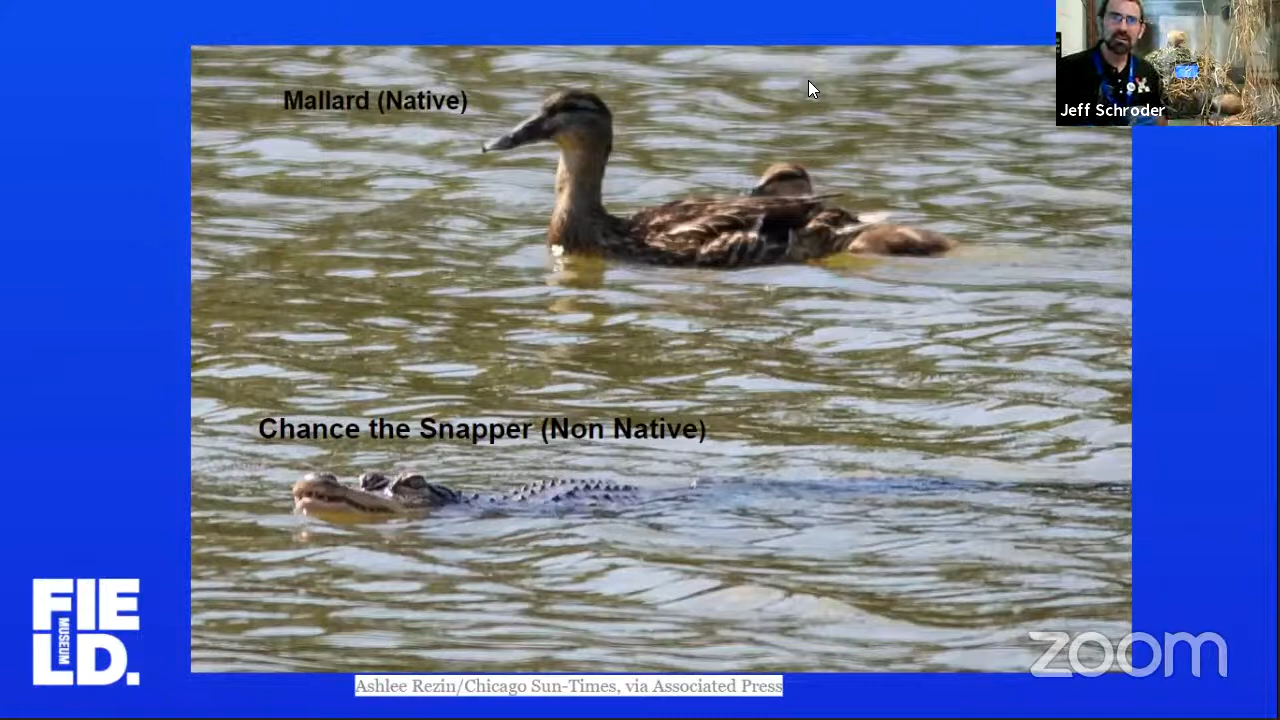 Mallard (Native)
Jeff Schroder
Chance the Snapper (Non Native)
FIE
LD.
MUSEUM
zoom
Ashlee Rezin/Chicago Sun-Times, via Associated Press